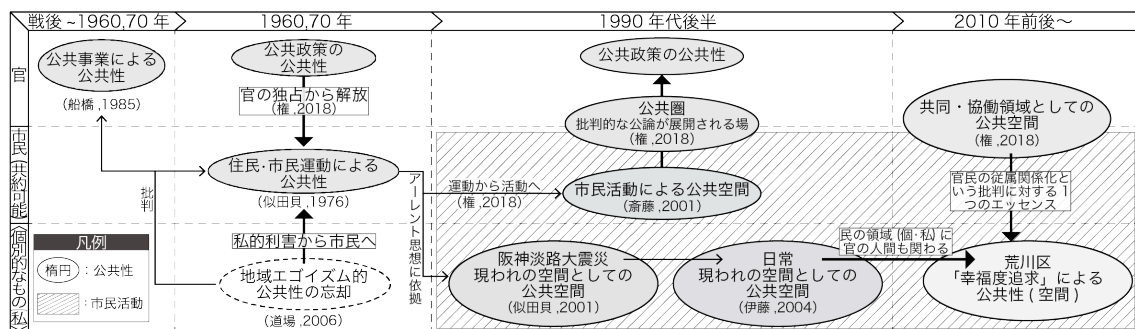 戦後~1960,70年
1960,70年
1990年代後半
2010年前後〜
官
市民(共約可能)
個別的なもの(私)
公共事業による
公共性
(船橋,1985)
公共政策の
公共性
官の独占から解放
(権,2018)
住民・市民運動による
公共性
(似田貝,1976)
批判
私的利害から市民へ
地域エゴイズム的
公共性の忘却
(道場,2006)
凡例
楕円
:公共性
:市民活動
アーレント思想に依拠
公共政策の公共性
公共圏
批判的な公論が展開される場
(権,2018)
運動から活動へ
(権,2018)
市民活動による公共空間
(斎藤,2001)
阪神淡路大震災
現われの空間としての
公共空間
(似田貝,2001)
日常
現われの空間としての
公共空間
(伊藤,2004)
民の領域(個・私)に
官の人間も関わる
共同・協働領域としての
公共空間
(権,2018)
官民の従属関係化と
いう批判に対する1
つのエッセンス
荒川区
「幸福度追求」による
公共性(空間)